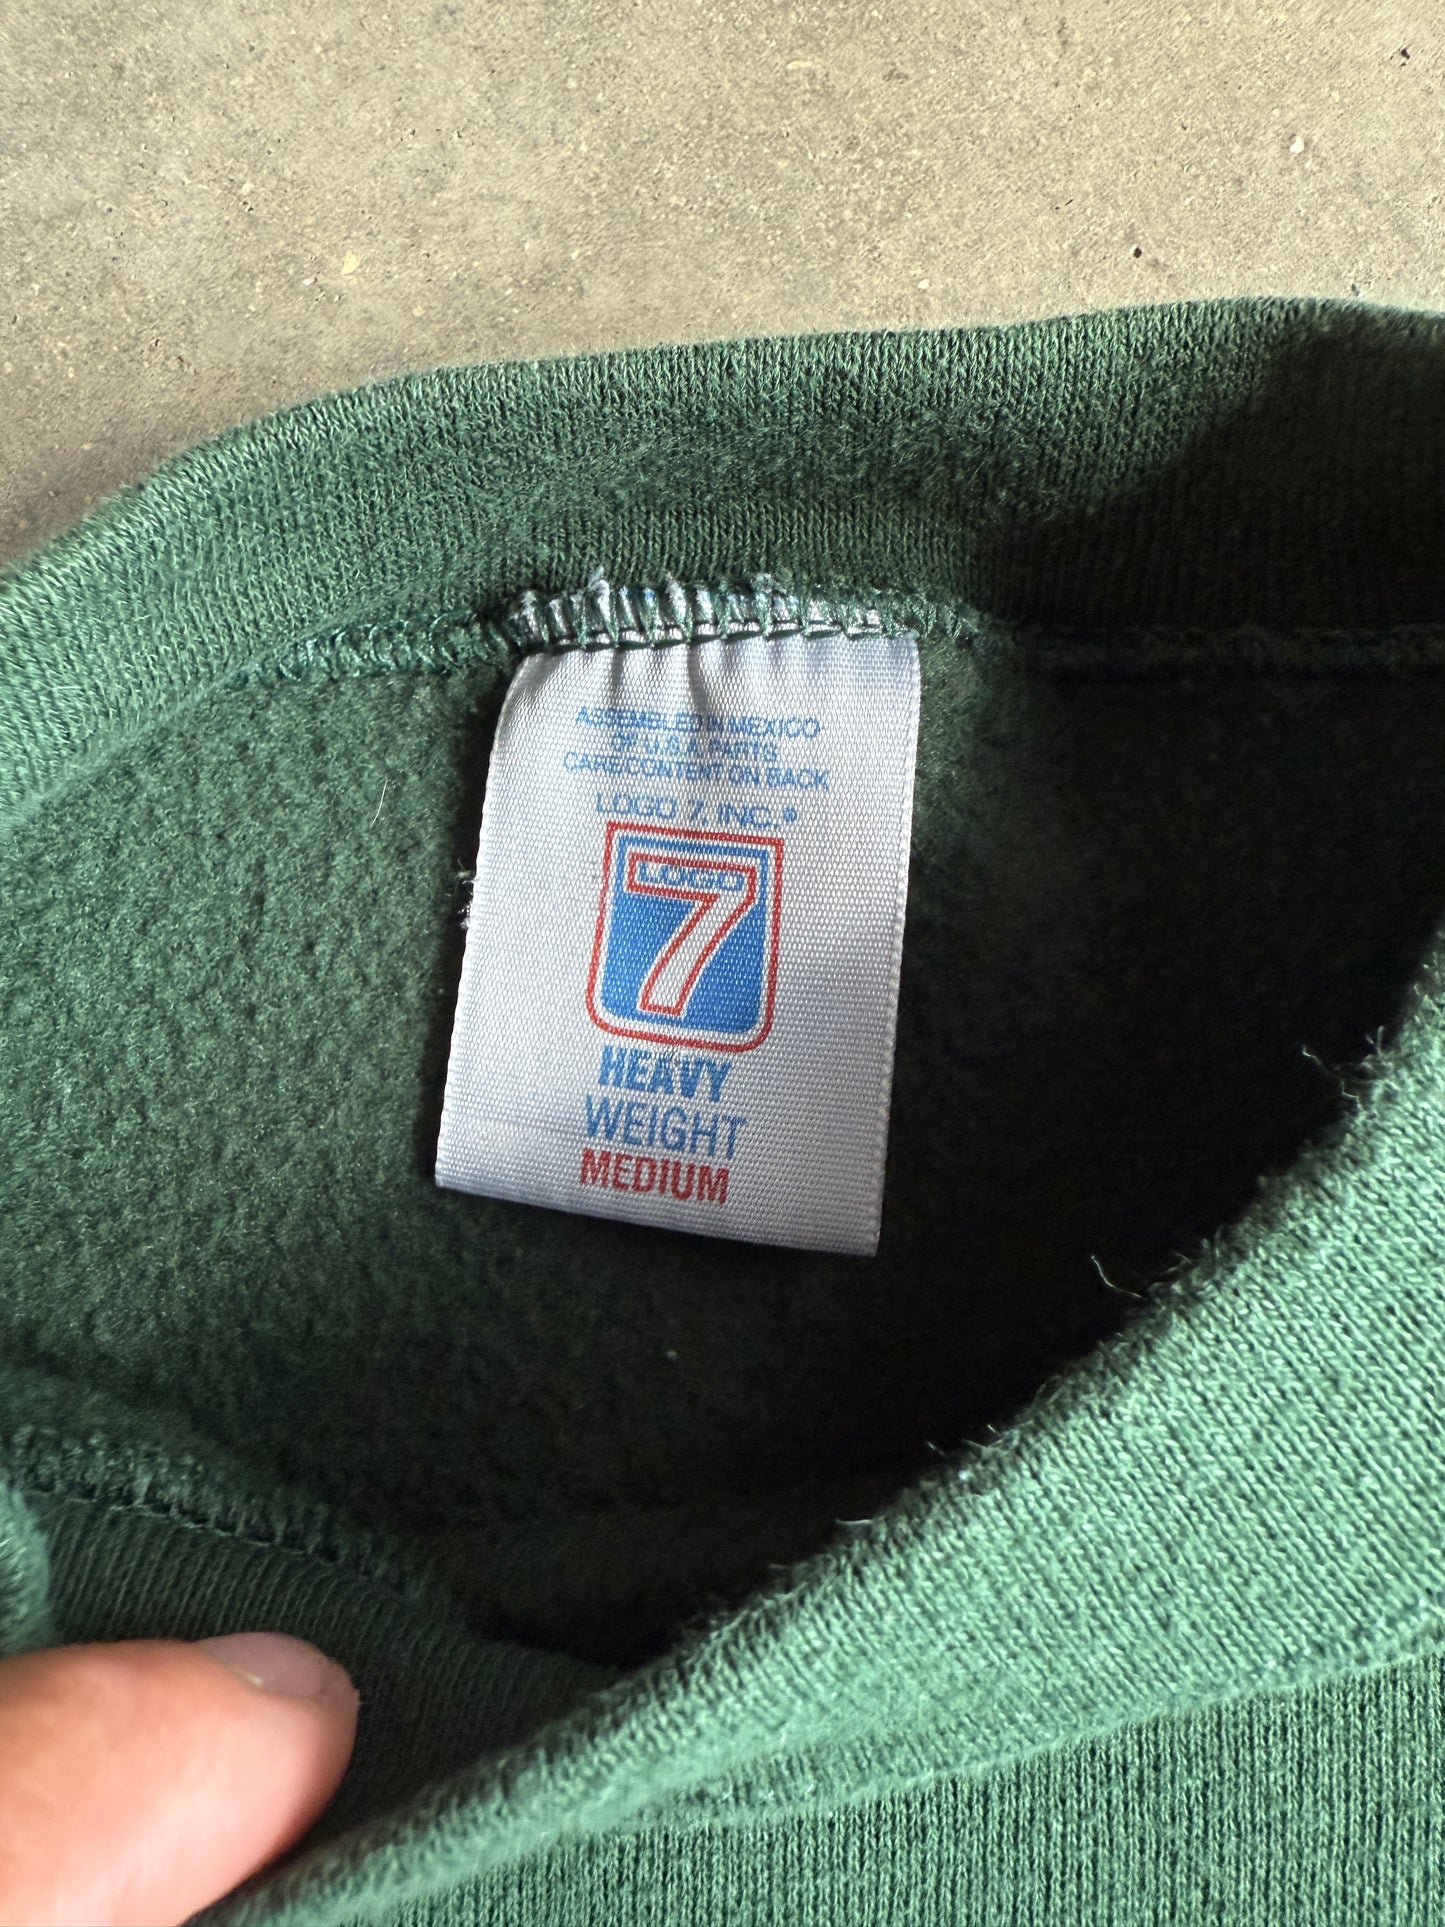 ASSEMBLED IN MEXICO
OF U.S.A. PARTS
CARE/CONTENT ON BACK
LOGO 7, INC.®
LOGO
7
HEAVY
WEIGHT
MEDIUM